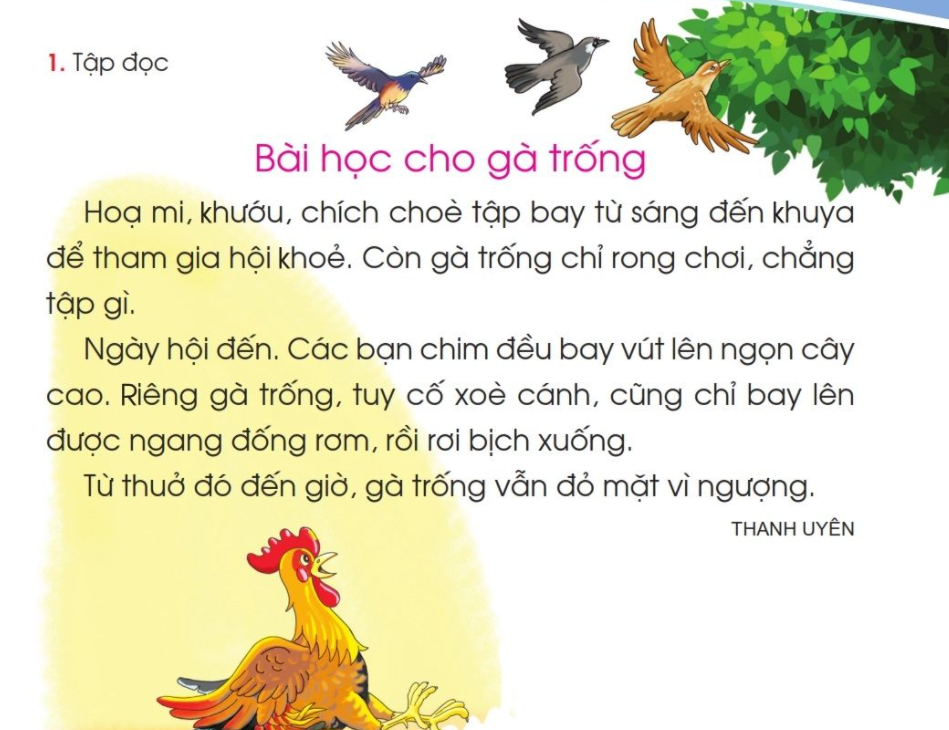 1. Tập đọc
Bài học cho gà trống
Hoạ mi, khướu, chích choè tập bay từ sáng đến khuya
để tham gia hội khoẻ. Còn gà trống chỉ rong chơi, chẳng
tập gì.
Ngày hội đến. Các bạn chim đều bay vút lên ngọn cây
cao. Riêng gà trống, tuy cố xoè cánh, cũng chỉ bay lên
được ngang đống rơm, rồi rơi bịch xuống.
Từ thuở đó đến giờ, gà trống vẫn đỏ mặt vì ngượng.
THANH UYÊN